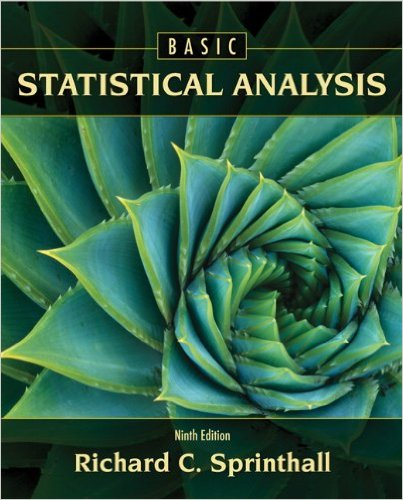 BASIC
STATISTICAL ANALYSIS
Ninth Edition
Richard C. Sprinthall